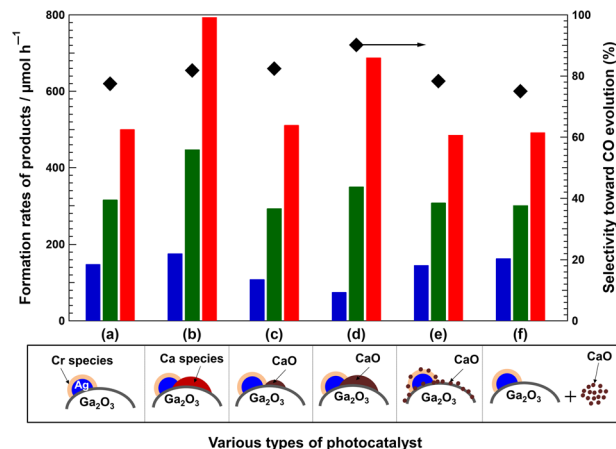 Formation rates of products / µmol h⁻¹
800
600
400
200
0
100
80
60
40
20
0
Selectivity toward CO evolution (%)
(a) (b) (c) (d) (e) (f)
Cr species
Ag
Ga₂O₃
Ca species
Ga₂O₃
CaO
Ga₂O₃
CaO
Ga₂O₃
CaO
Ga₂O₃
CaO
Ga₂O₃ +
Various types of photocatalyst